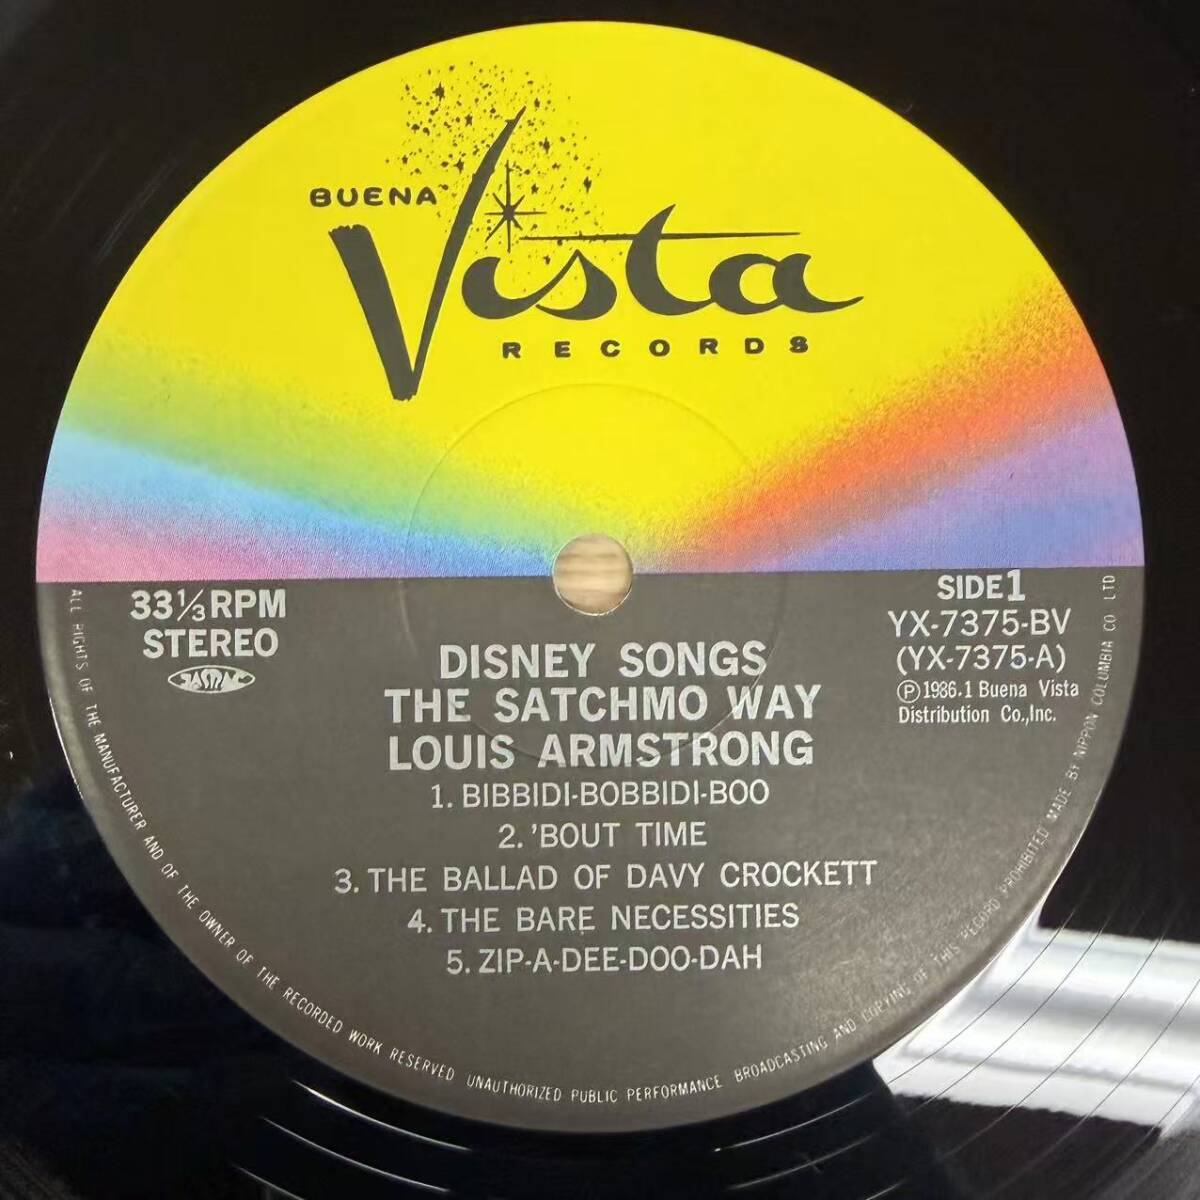 BUENA
Vista
RECORDS
33⅓RPM
STEREO
JASRAC
SIDE 1
YX-7375-BV
(YX-7375-A)
Ⓟ1986.1 Buena Vista
Distribution Co.,Inc.
DISNEY SONGS
THE SATCHMO WAY
LOUIS ARMSTRONG
1. BIBBIDI-BOBBIDI-BOO
2. 'BOUT TIME
3. THE BALLAD OF DAVY CROCKETT
4. THE BARE NECESSITIES
5. ZIP-A-DEE-DOO-DAH
ALL RIGHTS OF THE MANUFACTURER AND OF THE OWNER OF THE RECORDED WORK RESERVED UNAUTHORIZED PUBLIC PERFORMANCE BROADCASTING AND COPYING OF THIS RECORD PROHIBITED MADE BY NIPPON COLUMBIA CO LTD